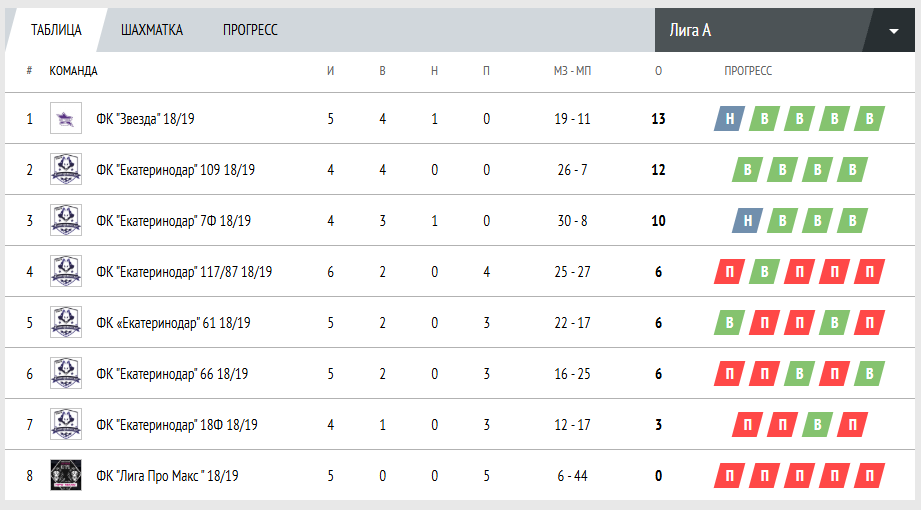 ТАБЛИЦА ШАХМАТКА ПРОГРЕСС Лига А
# КОМАНДА И В Н П МЗ - МП О ПРОГРЕСС
1 ФК "Звезда" 18/19 5 4 1 0 19 - 11 13 Н В В В В
2 ФК "Екатеринодар" 109 18/19 4 4 0 0 26 - 7 12 В В В В
3 ФК "Екатеринодар" 7Ф 18/19 4 3 1 0 30 - 8 10 Н В В В
4 ФК "Екатеринодар" 117/87 18/19 6 2 0 4 25 - 27 6 П В П П П
5 ФК «Екатеринодар" 61 18/19 5 2 0 3 22 - 17 6 В П П В П
6 ФК "Екатеринодар" 66 18/19 5 2 0 3 16 - 25 6 П П В П В
7 ФК "Екатеринодар" 18Ф 18/19 4 1 0 3 12 - 17 3 П П В П
8 ФК "Лига Про Макс " 18/19 5 0 0 5 6 - 44 0 П П П П П